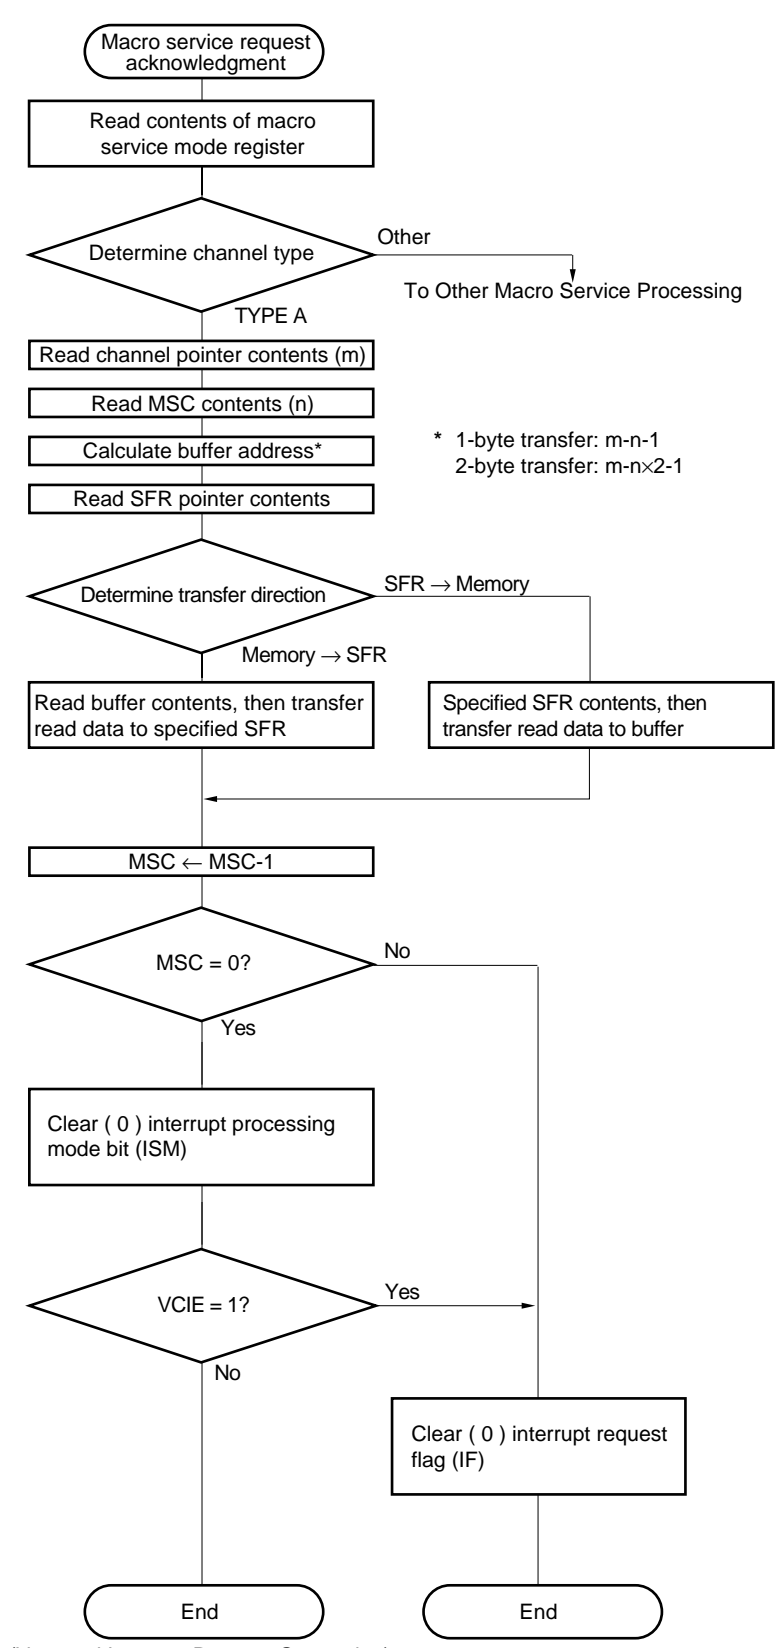 Macro service request
acknowledgment
Read contents of macro
service mode register
Determine channel type
Other
To Other Macro Service Processing
TYPE A
Read channel pointer contents (m)
Read MSC contents (n)
Calculate buffer address*
* 1-byte transfer: m-n-1
2-byte transfer: m-n×2-1
Read SFR pointer contents
Determine transfer direction
SFR → Memory
Memory → SFR
Read buffer contents, then transfer
read data to specified SFR
Specified SFR contents, then
transfer read data to buffer
MSC ← MSC-1
MSC = 0?
No
Yes
Clear ( 0 ) interrupt processing
mode bit (ISM)
VCIE = 1?
Yes
No
Clear ( 0 ) interrupt request
flag (IF)
End
End